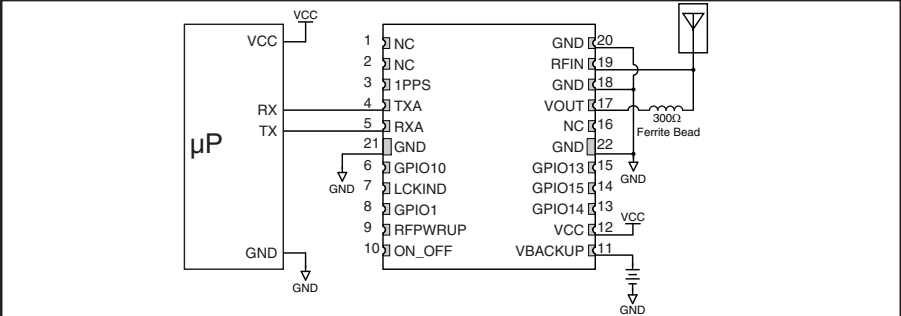 VCC
VCC
RX
TX
µP
GND
GND
1 NC
2 NC
3 1PPS
4 TXA
5 RXA
21 GND
GND
6 GPIO10
7 LCKIND
8 GPIO1
9 RFPWRUP
10 ON_OFF
GND 20
RFIN 19
GND 18
VOUT 17
NC 16
GND 22
GPIO13 15
GPIO15 14
GPIO14 13
VCC 12
VBACKUP 11
300Ω
Ferrite Bead
GND
VCC
GND